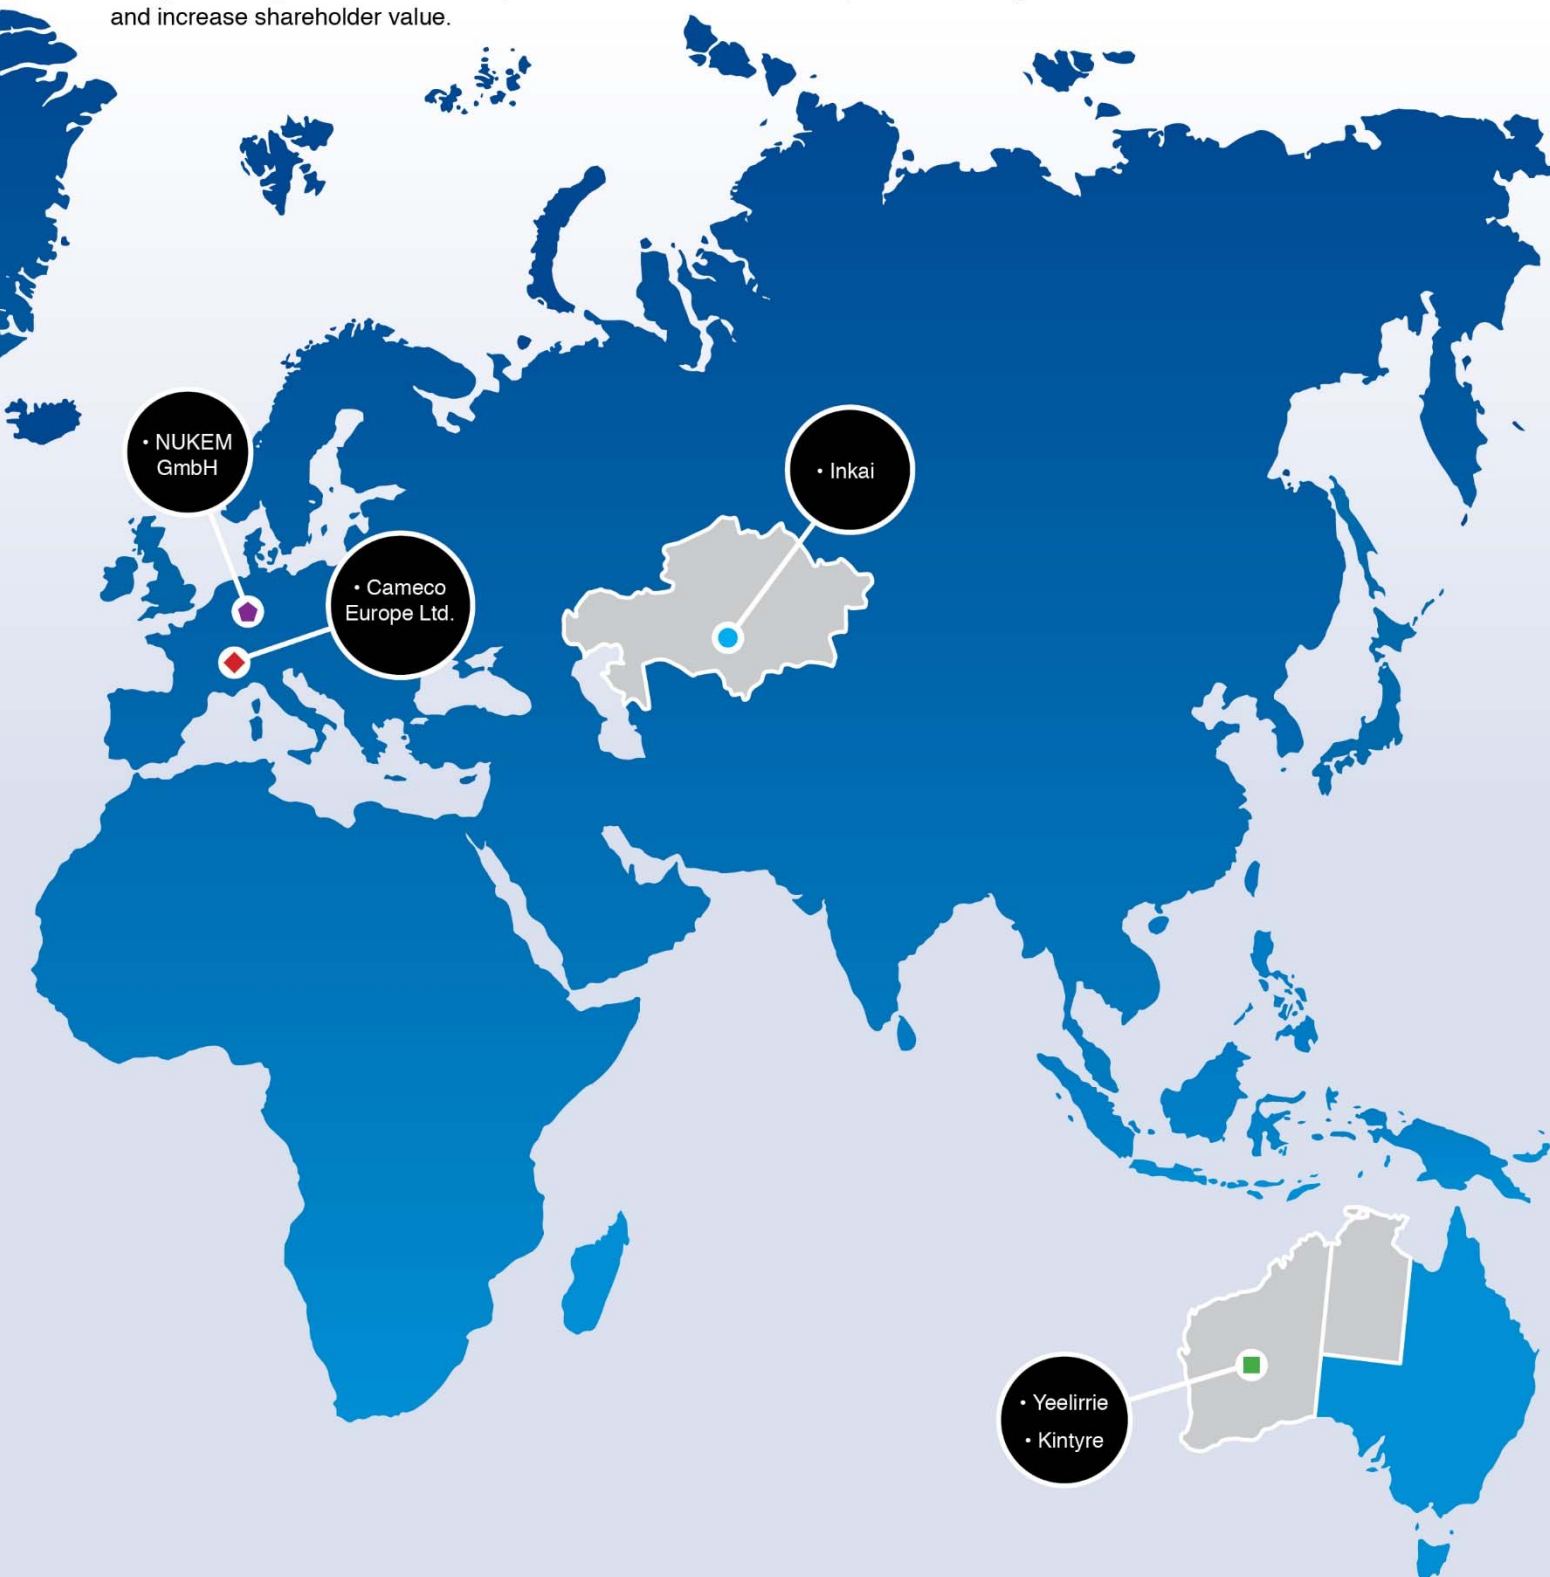 and increase shareholder value.
• NUKEM
GmbH
• Inkai
• Cameco
Europe Ltd.
• Yeelirrie
• Kintyre